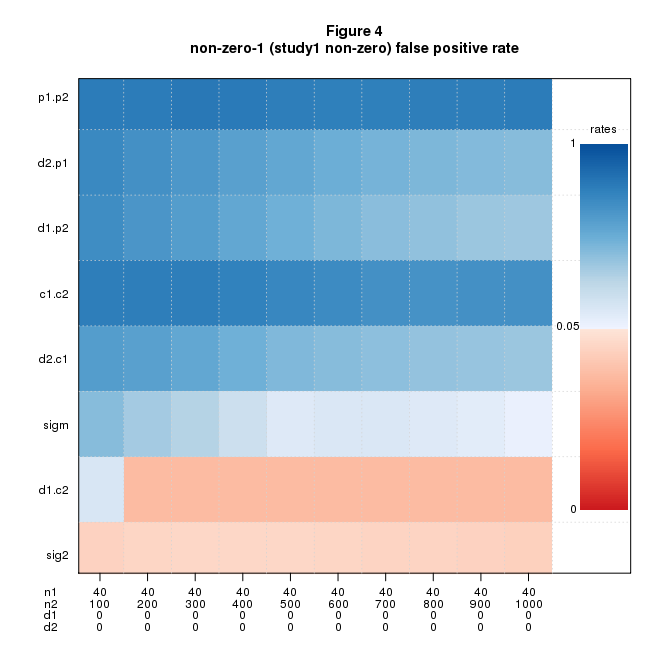 Figure 4
non-zero-1 (study1 non-zero) false positive rate
p1.p2
d2.p1
d1.p2
c1.c2
d2.c1
sigm
d1.c2
sig2
rates
1
0.05
0
n1 40 40 40 40 40 40 40 40 40 40
n2 100 200 300 400 500 600 700 800 900 1000
d1 0 0 0 0 0 0 0 0 0 0
d2 0 0 0 0 0 0 0 0 0 0